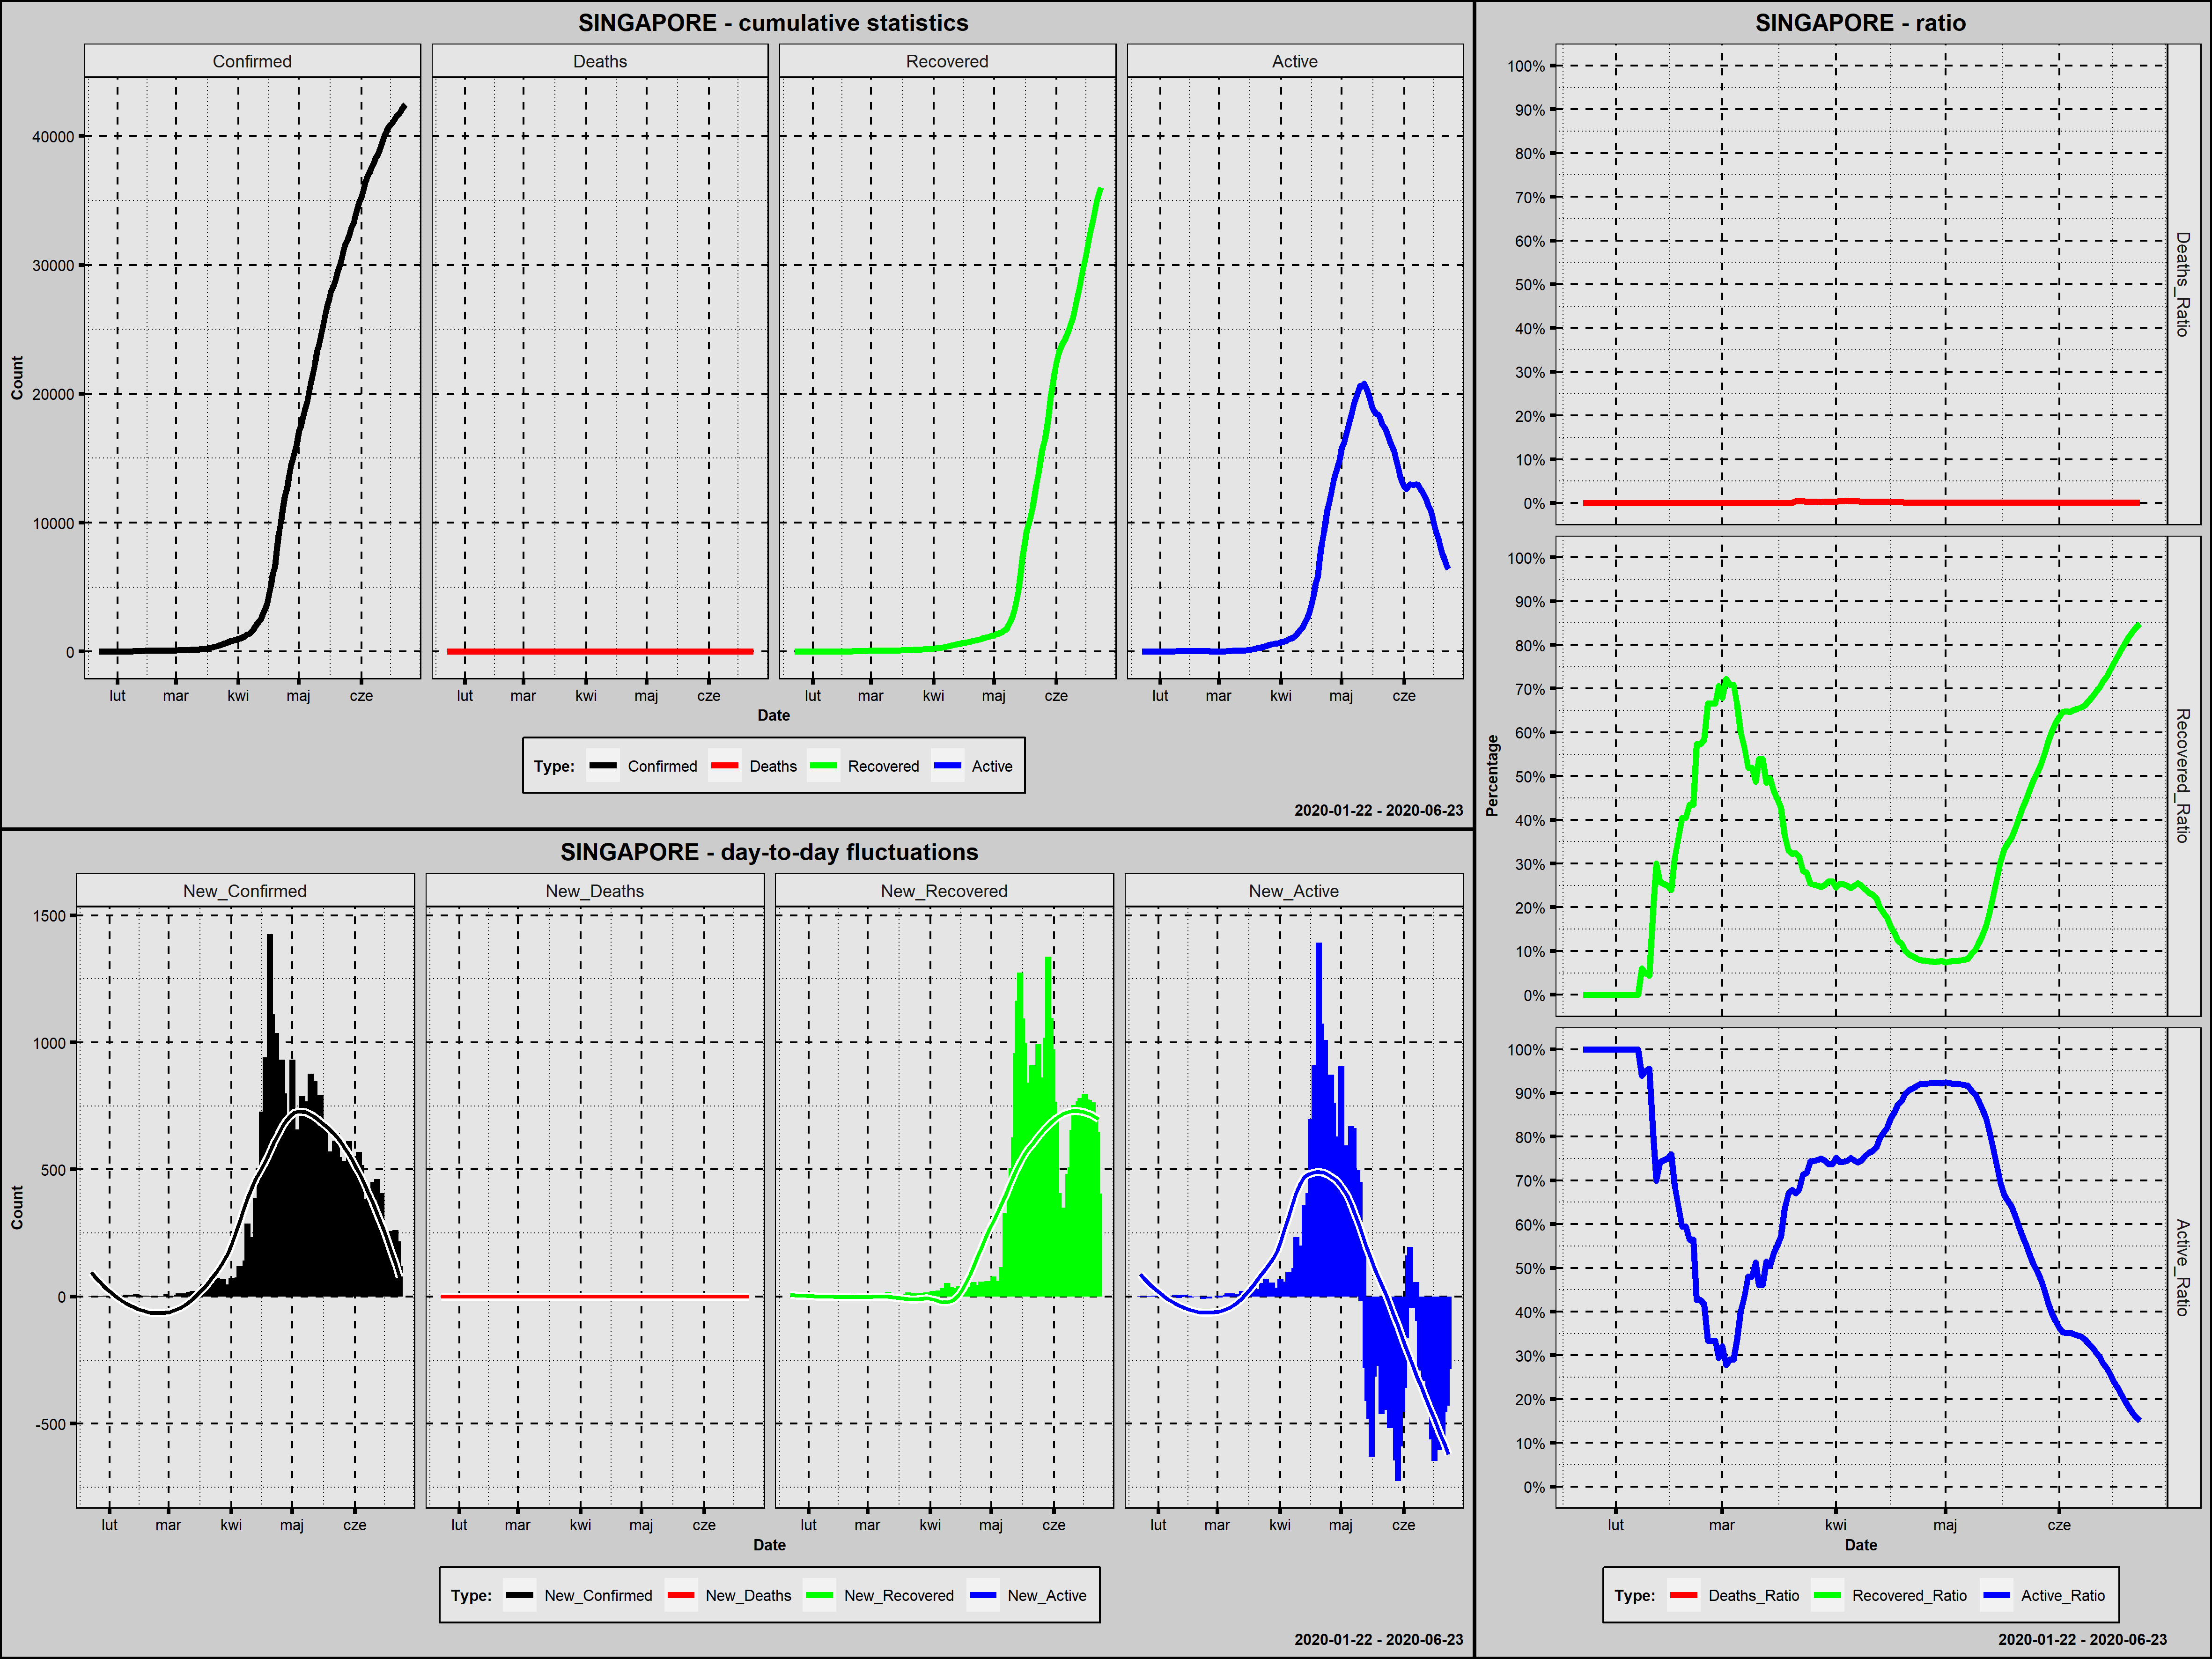 SINGAPORE - cumulative statistics
Confirmed Deaths Recovered Active
Count
40000
30000
20000
10000
0
lut mar kwi maj cze lut mar kwi maj cze lut mar kwi maj cze lut mar kwi maj cze
Date
Type: Confirmed Deaths Recovered Active
2020-01-22 - 2020-06-23
SINGAPORE - day-to-day fluctuations
New_Confirmed New_Deaths New_Recovered New_Active
Count
1500
1000
500
0
-500
lut mar kwi maj cze lut mar kwi maj cze lut mar kwi maj cze lut mar kwi maj cze
Date
Type: New_Confirmed New_Deaths New_Recovered New_Active
2020-01-22 - 2020-06-23
SINGAPORE - ratio
Percentage
100%
90%
80%
70%
60%
50%
40%
30%
20%
10%
0%
Deaths_Ratio
100%
90%
80%
70%
60%
50%
40%
30%
20%
10%
0%
Recovered_Ratio
100%
90%
80%
70%
60%
50%
40%
30%
20%
10%
0%
Active_Ratio
lut mar kwi maj cze
Date
Type: Deaths_Ratio Recovered_Ratio Active_Ratio
2020-01-22 - 2020-06-23